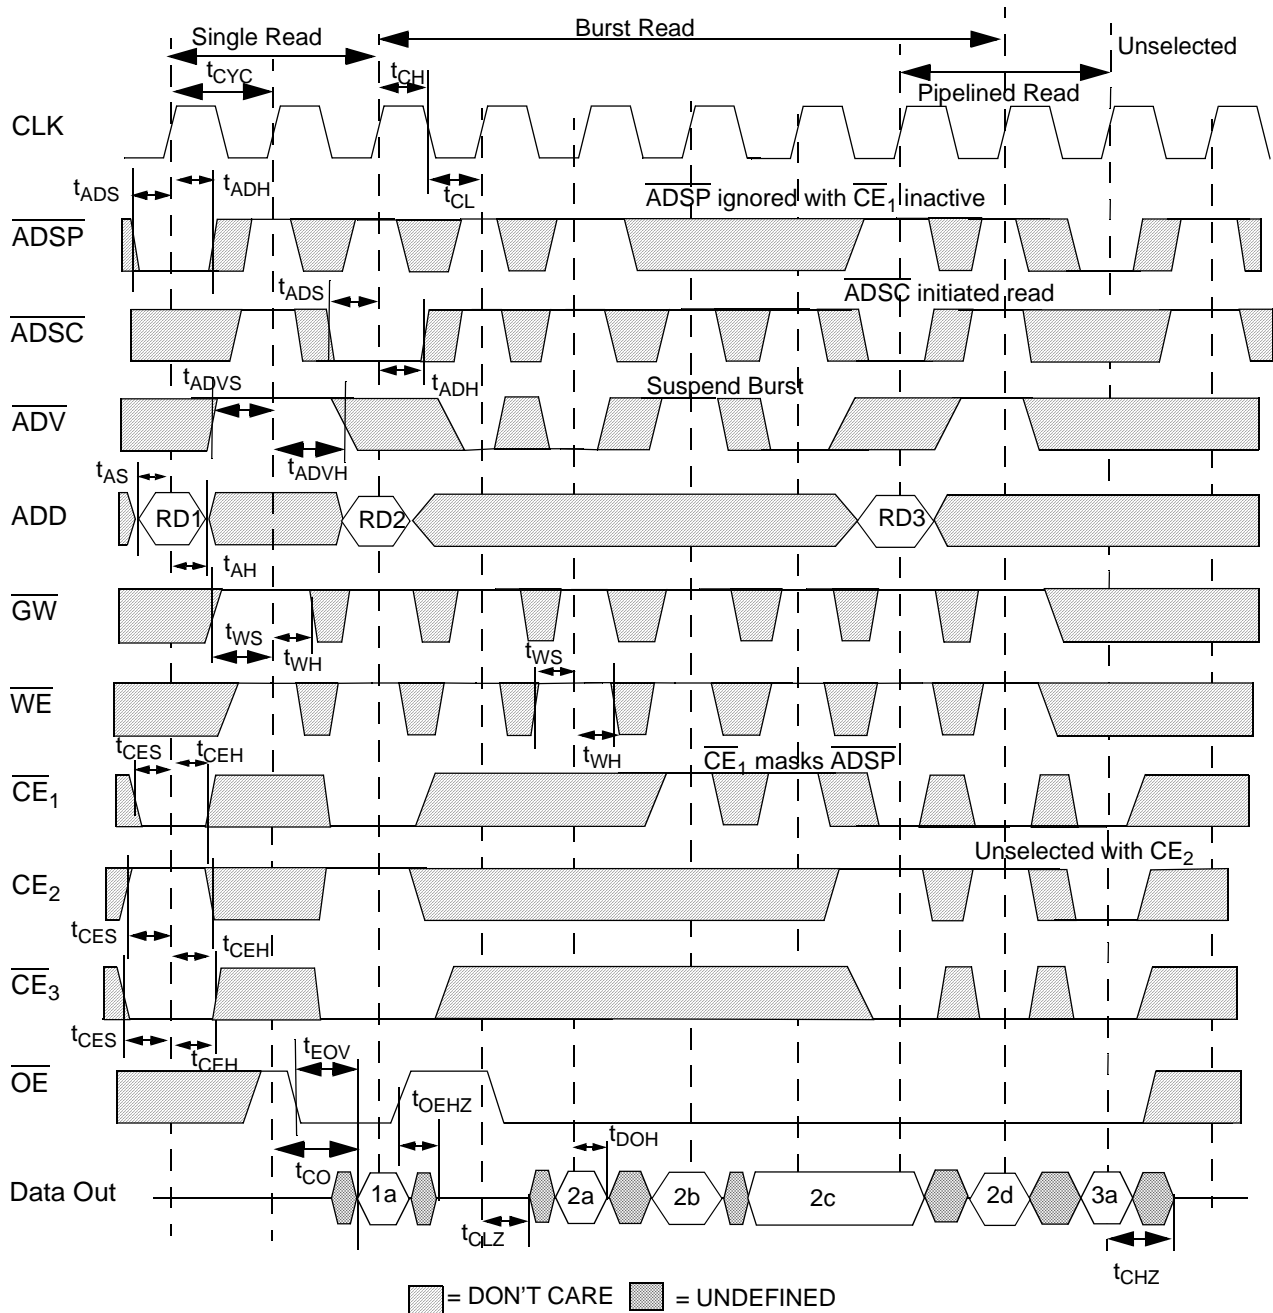 Single Read
Burst Read
Unselected
tCYC
tCH
Pipelined Read
CLK
tADS
tADH
tCL
ADSP ignored with CE1 inactive
ADSP
tADS
ADSC initiated read
ADSC
tADVS
tADH
Suspend Burst
ADV
tAS
tADVH
ADD
RD1
RD2
RD3
tAH
GW
tWS
tWH
tWS
WE
tCES
tCEH
tWH
CE1 masks ADSP
CE1
Unselected with CE2
CE2
tCES
tCEH
CE3
tCES
tCEH
tEOV
OE
tOEHZ
tCO
tDOH
Data Out
1a
2a
2b
2c
2d
3a
tCLZ
tCHZ
= DON'T CARE
= UNDEFINED